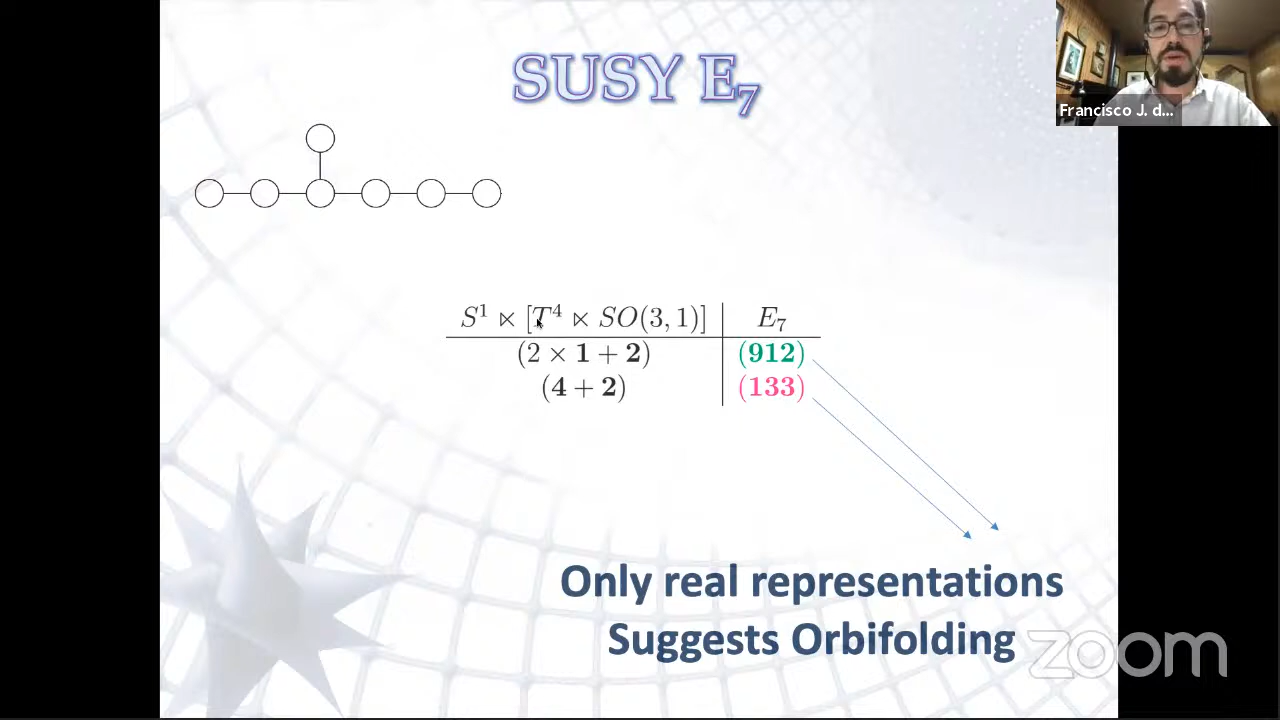 SUSY E₇
Francisco J. d...
S¹ ⋉ [T⁴ ⋉ SO(3, 1)] E₇
(2 × 1 + 2) (912)
(4 + 2) (133)
Only real representations
Suggests Orbifolding
zoom